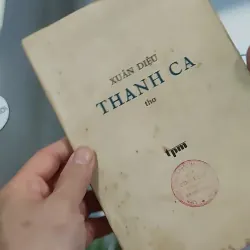 XUÂN DIỆU
THANH CA
thơ
tpm